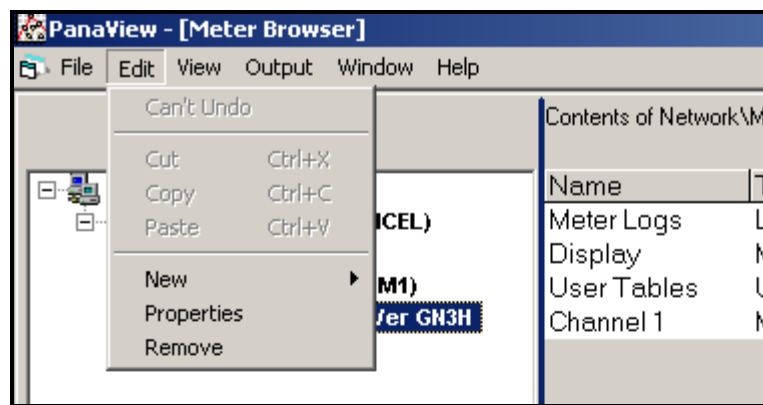 PanaView - [Meter Browser]
File Edit View Output Window Help
Can't Undo
Cut Ctrl+X
Copy Ctrl+C
Paste Ctrl+V
New
Properties
Remove
ICEL)
M1)
Ver GN3H
Contents of Network\M
Name
Meter Logs
Display
User Tables
Channel 1